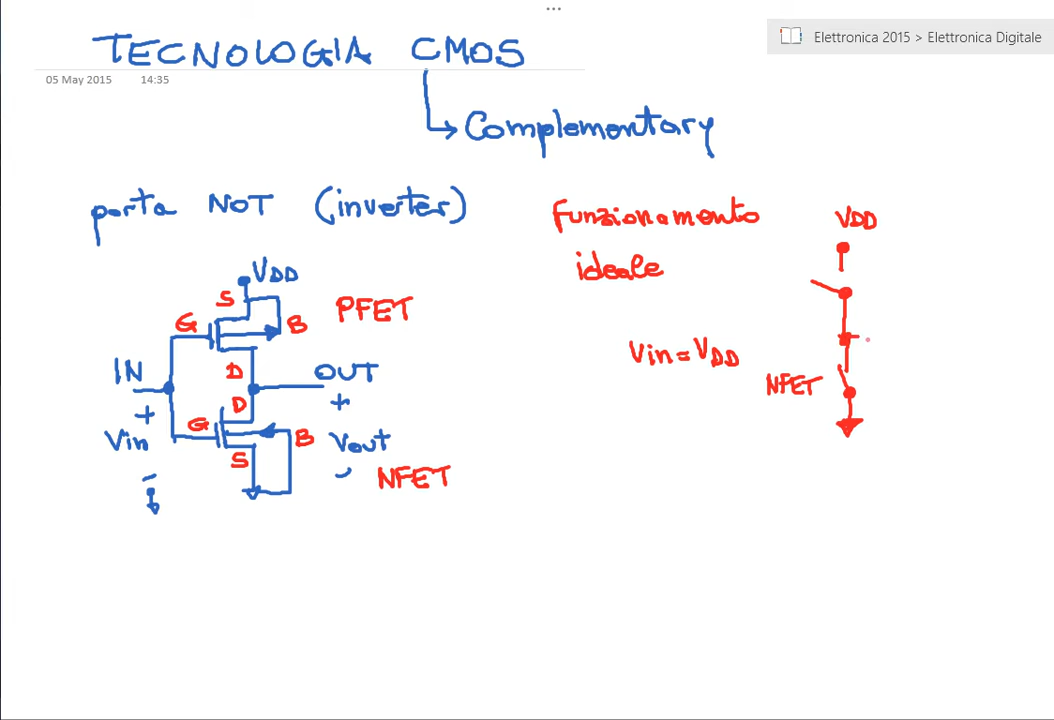 Elettronica 2015 > Elettronica Digitale
TECNOLOGIA CMOS
05 May 2015 14:35
Complementary
porta NOT (inverter)
funzionamento
ideale
VDD
VDD
S
PFET
G
B
IN
D
OUT
Vin = VDD
NFET
+
D
+
G
B
Vin
Vout
S
-
-
NFET